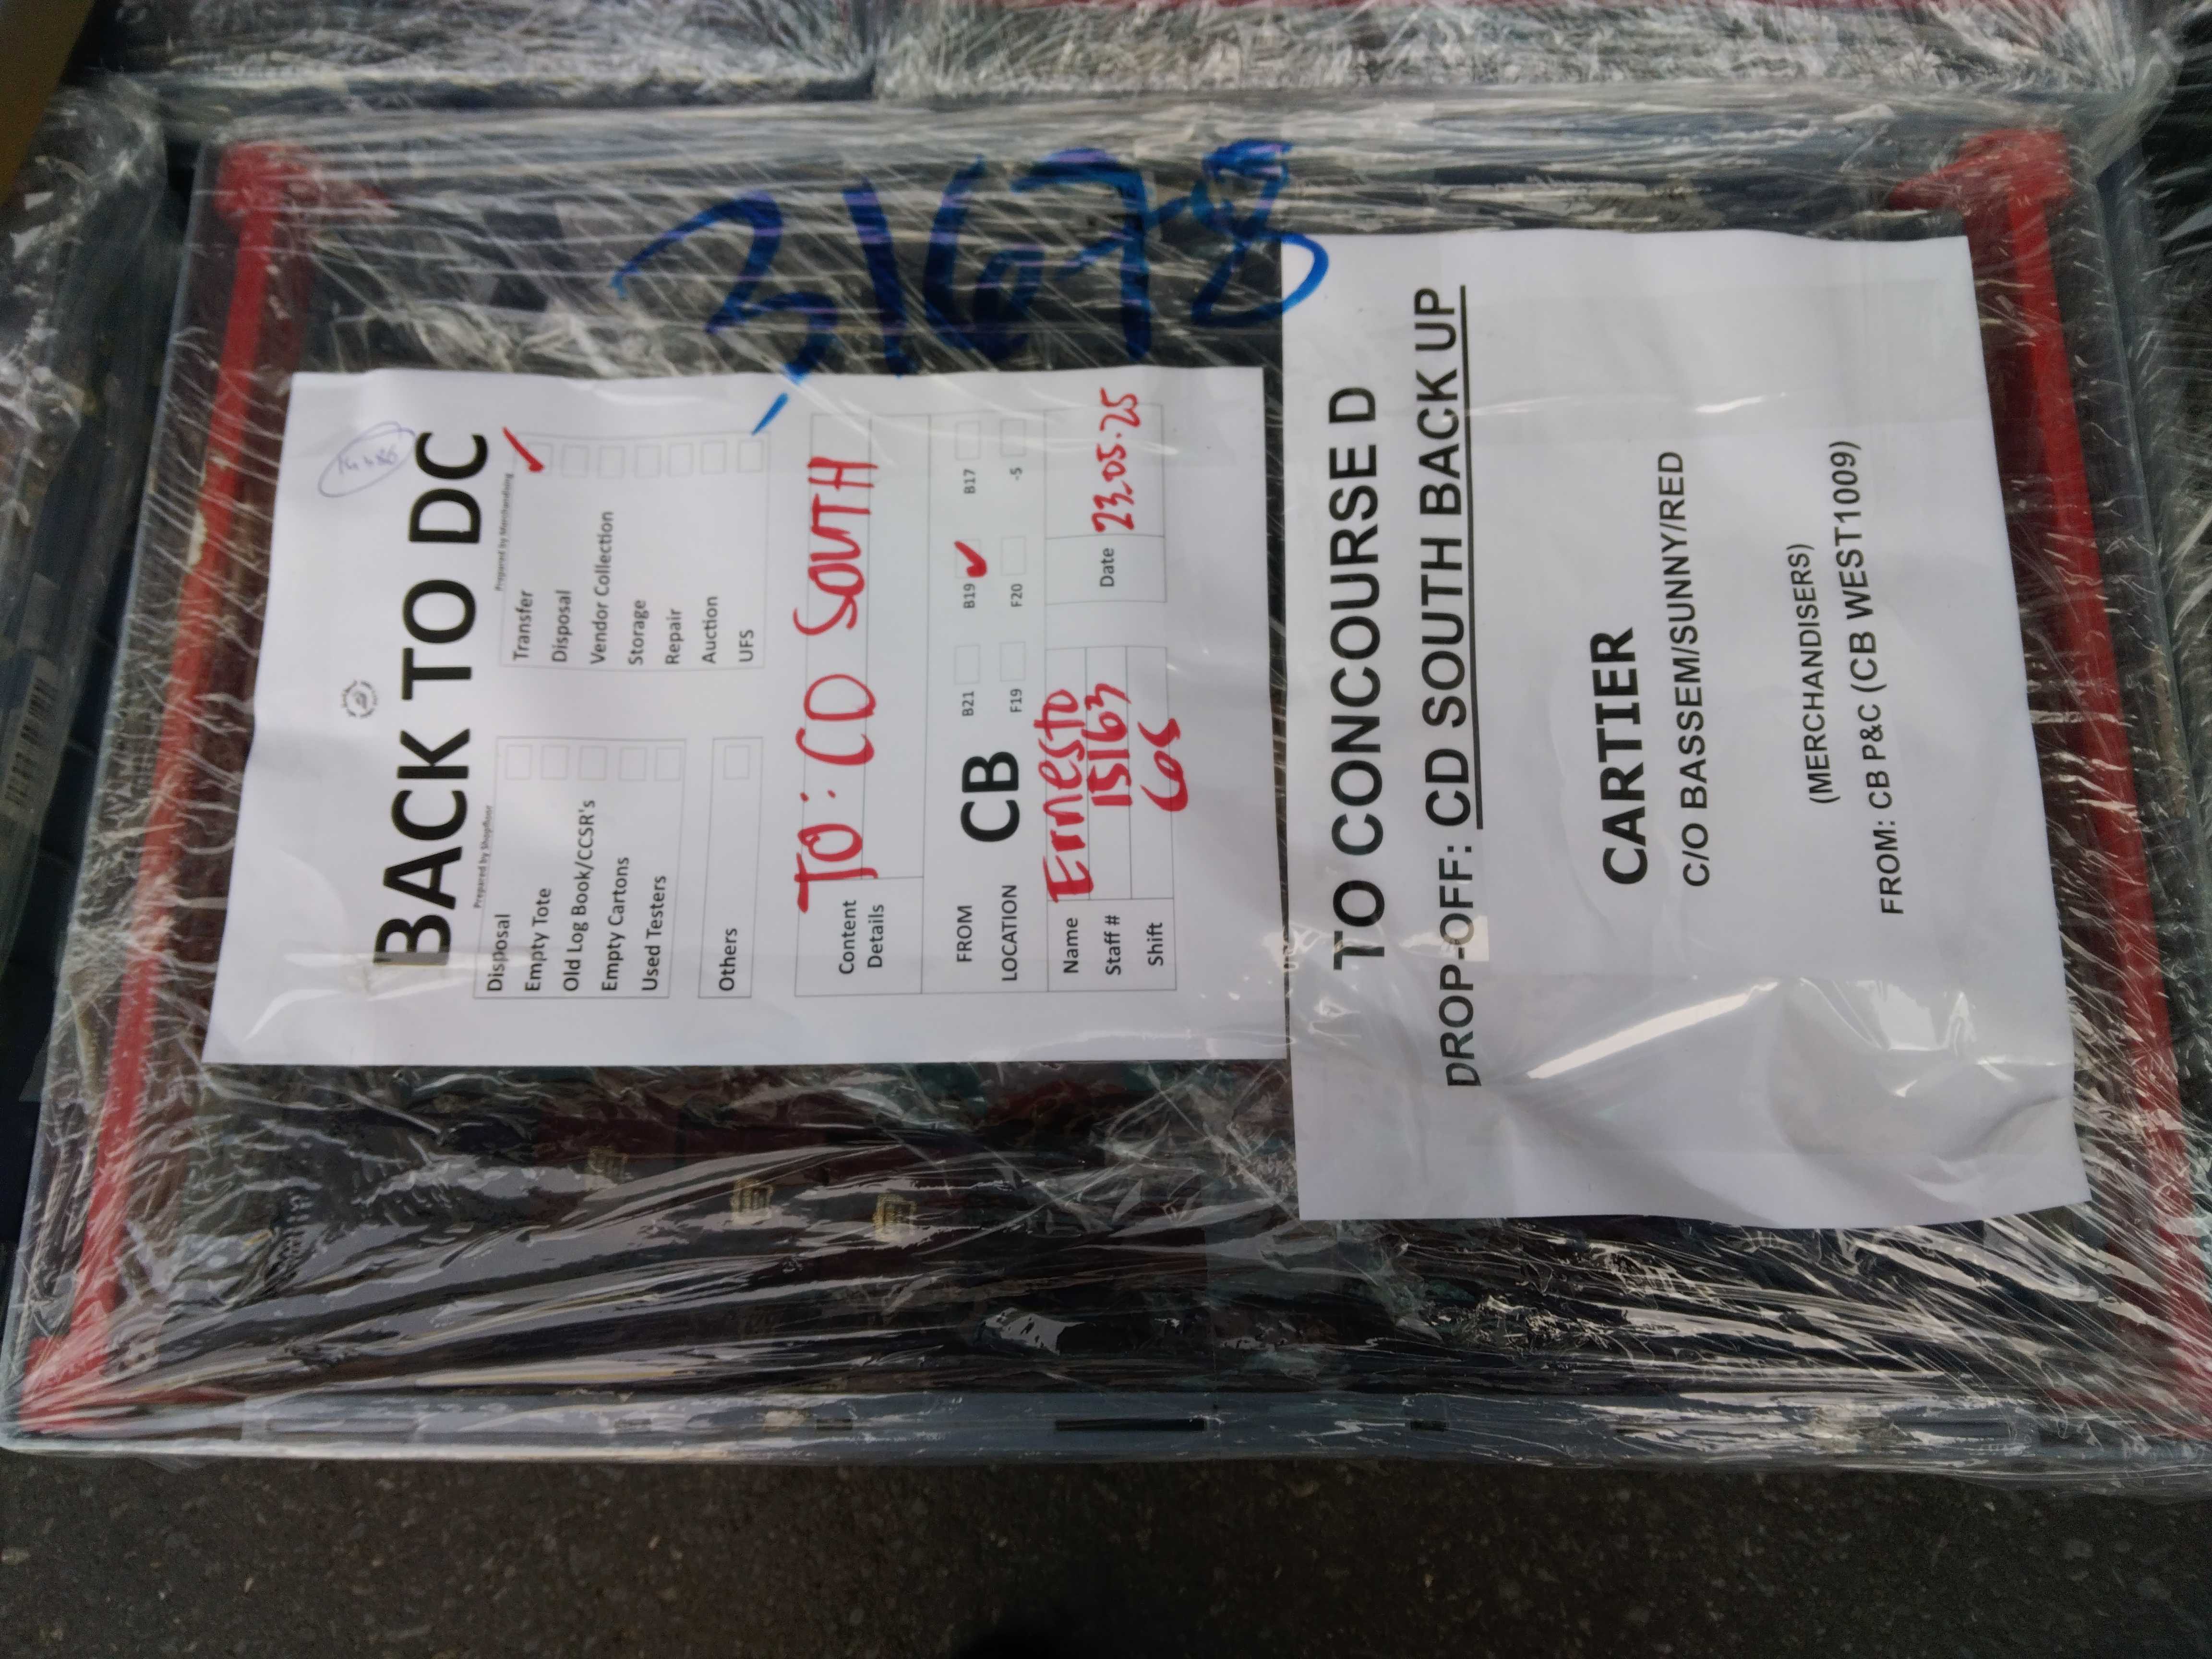 31678
BACK TO DC
Prepared by Shopfloor
Disposal
Empty Tote
Old Log Book/CCSR's
Empty Cartons
Used Testers
Others
Prepared by Merchandising
Transfer ✓
Disposal
Vendor Collection
Storage
Repair
Auction
UFS
Content Details TO: CD SOUTH
FROM LOCATION CB
B21 B19 ✓ B17
F19 F20 -5
Name Ernesto
Staff # 15163
Shift
Date 23.05.25
TO CONCOURSE D
DROP-OFF: CD SOUTH BACK UP
CARTIER
C/O BASSEM/SUNNY/RED
(MERCHANDISERS)
FROM: CB P&C (CB WEST1009)